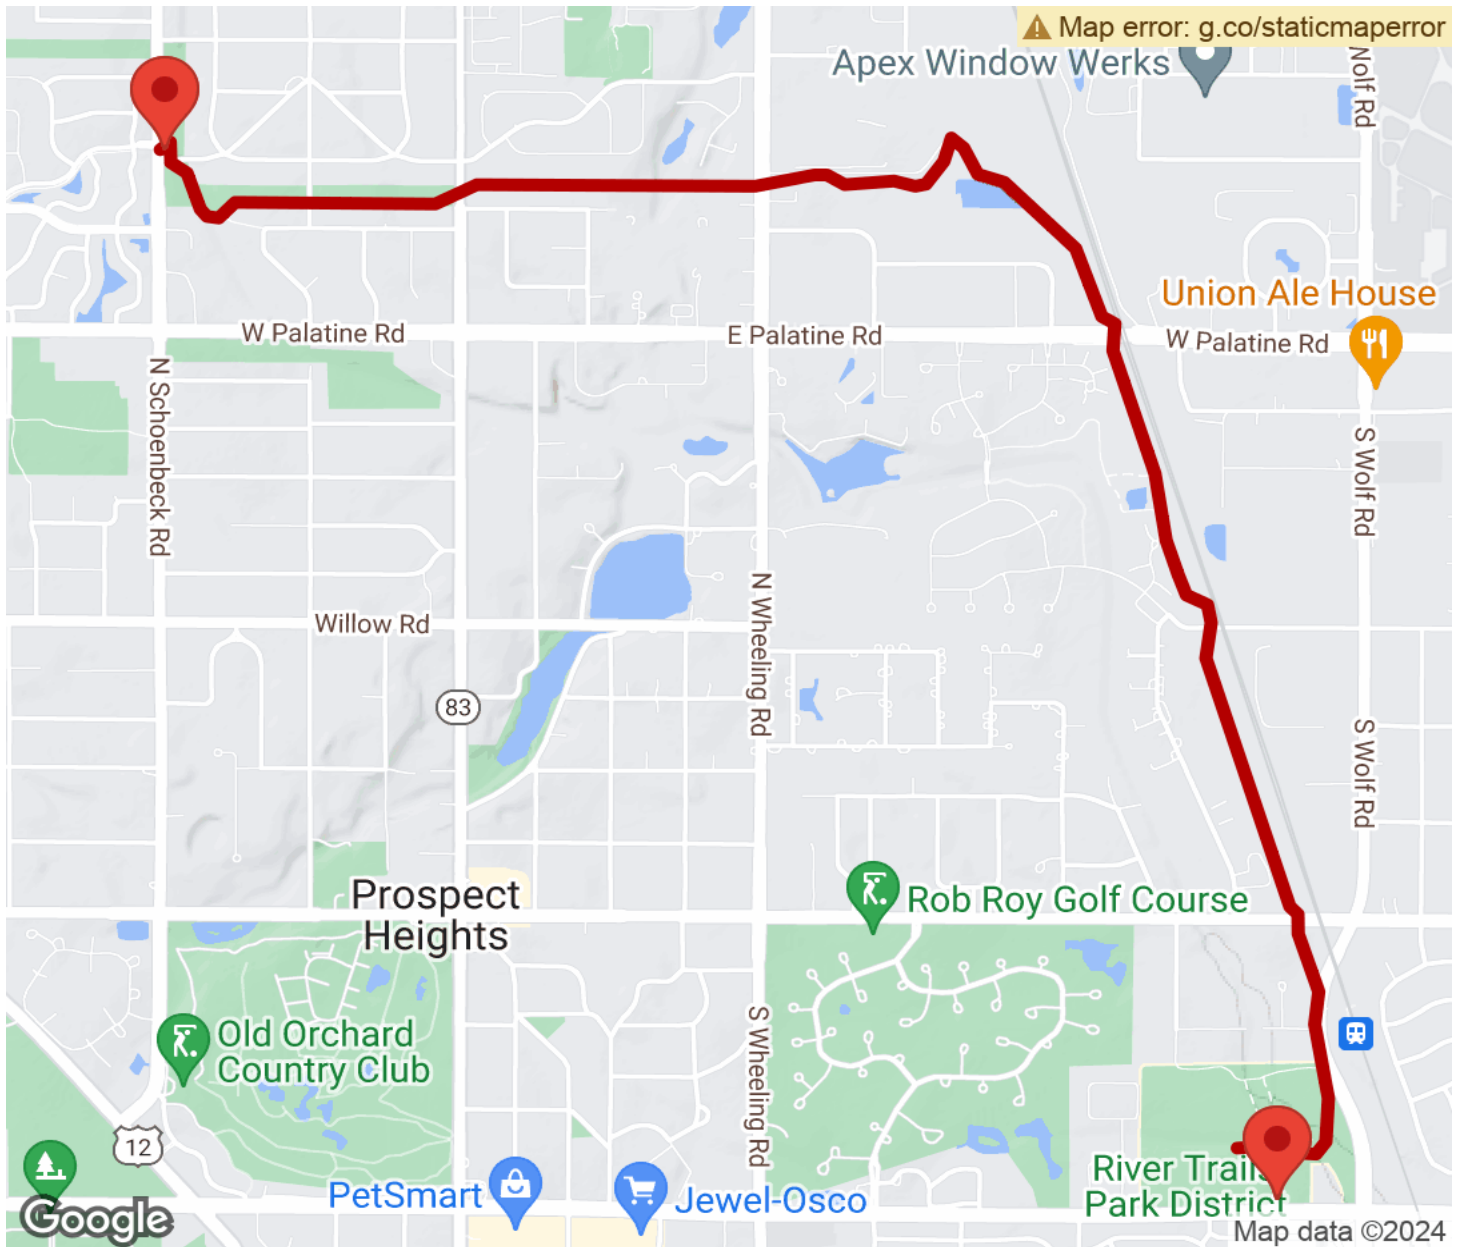 Map error: g.co/staticmaperror
Apex Window Werks
Wolf Rd
Union Ale House
W Palatine Rd
E Palatine Rd
W Palatine Rd
N Schoenbeck Rd
S Wolf Rd
Willow Rd
N Wheeling Rd
83
S Wolf Rd
Prospect
Heights
Rob Roy Golf Course
Old Orchard
Country Club
S Wheeling Rd
12
River Trails
Park District
PetSmart
Jewel-Osco
Google
Map data ©2024